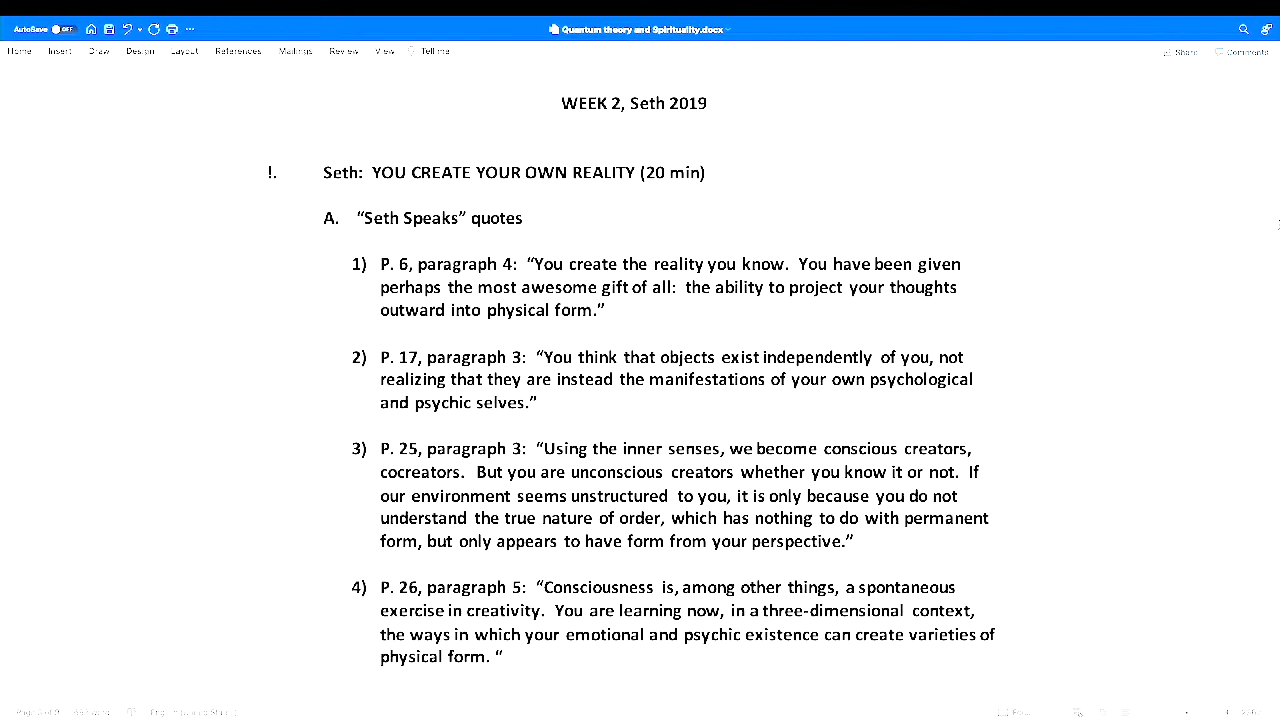 AutoSave OFF
Quantum theory and Spirituality.docx
Home Insert Draw Design Layout References Mailings Review View Tell me
Share Comments
WEEK 2, Seth 2019
!. Seth: YOU CREATE YOUR OWN REALITY (20 min)
A. “Seth Speaks” quotes
1) P. 6, paragraph 4: “You create the reality you know. You have been given
perhaps the most awesome gift of all: the ability to project your thoughts
outward into physical form.”
2) P. 17, paragraph 3: “You think that objects exist independently of you, not
realizing that they are instead the manifestations of your own psychological
and psychic selves.”
3) P. 25, paragraph 3: “Using the inner senses, we become conscious creators,
cocreators. But you are unconscious creators whether you know it or not. If
our environment seems unstructured to you, it is only because you do not
understand the true nature of order, which has nothing to do with permanent
form, but only appears to have form from your perspective.”
4) P. 26, paragraph 5: “Consciousness is, among other things, a spontaneous
exercise in creativity. You are learning now, in a three-dimensional context,
the ways in which your emotional and psychic existence can create varieties of
physical form. “